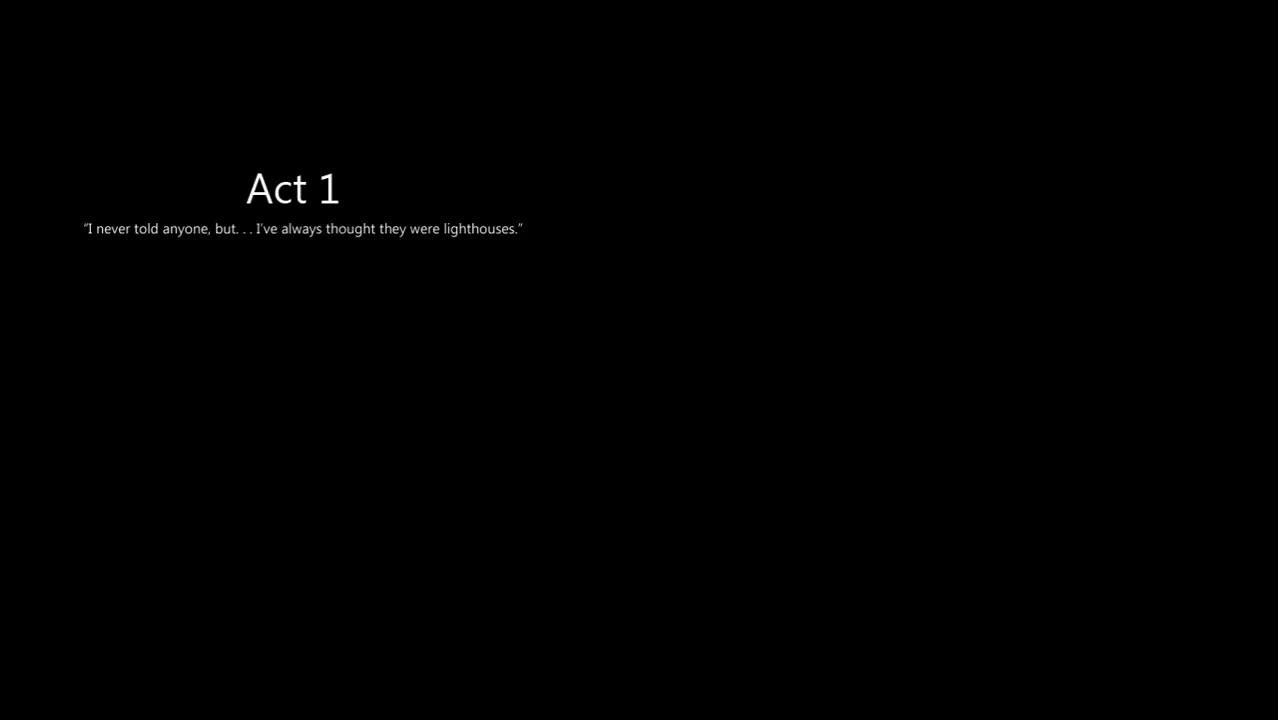 Act 1
“I never told anyone, but. . . I’ve always thought they were lighthouses.”